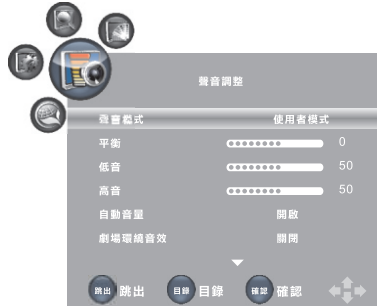 聲音調整
聲音模式 使用者模式
平衡 0
低音 50
高音 50
自動音量 開啟
劇場環繞音效 關閉
跳出 跳出 目錄 目錄 確認 確認